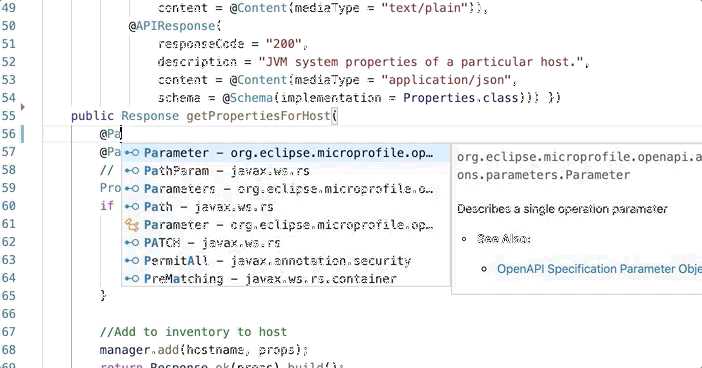 49 content = @Content(mediaType = "text/plain")),
50 @APIResponse(
51 responseCode = "200",
52 description = "JVM system properties of a particular host.",
53 content = @Content(mediaType = "application/json",
54 schema = @Schema(implementation = Properties.class))) })
55 public Response getPropertiesForHost(
56 @Pa
57 @Pa
58 //
59 Pro
60 if
61
62
63
64
65 }
66
67 //Add to inventory to host
68 manager.add(hostname, props);
69 return Response.ok(props).build();
Parameter – org.eclipse.microprofile.op…
PathParam – javax.ws.rs
Parameters – org.eclipse.microprofile.o…
Path – javax.ws.rs
Parameter – org.eclipse.microprofile.op…
PATCH – javax.ws.rs
PermitAll – javax.annotation.security
PreMatching – javax.ws.rs.container
org.eclipse.microprofile.openapi.a
ons.parameters.Parameter
Describes a single operation parameter
See Also:
OpenAPI Specification Parameter Obje